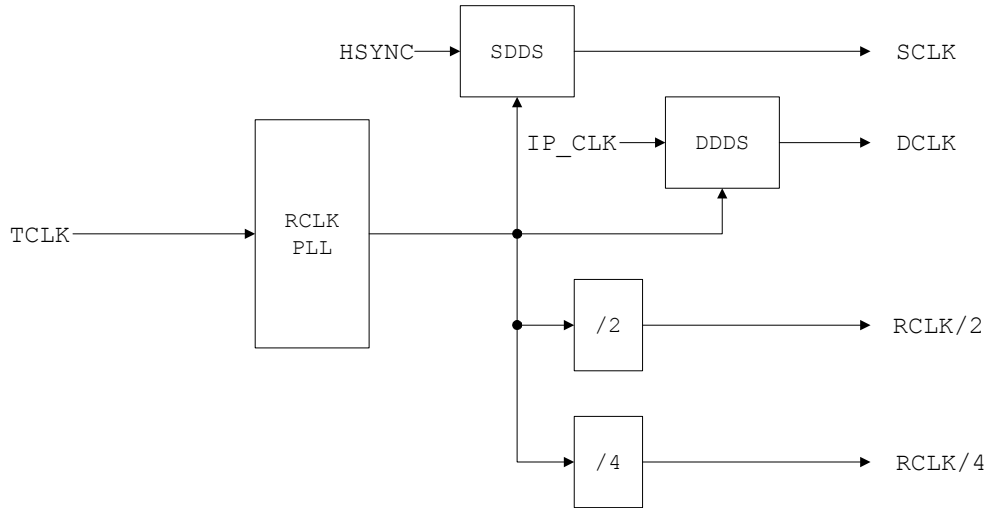 HSYNC
SDDS
SCLK
IP_CLK
DDDS
DCLK
TCLK
RCLK
PLL
/2
RCLK/2
/4
RCLK/4